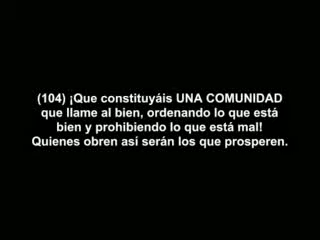 (104) ¡Que constituyáis UNA COMUNIDAD
que llame al bien, ordenando lo que está
bien y prohibiendo lo que está mal!
Quienes obren así serán los que prosperen.